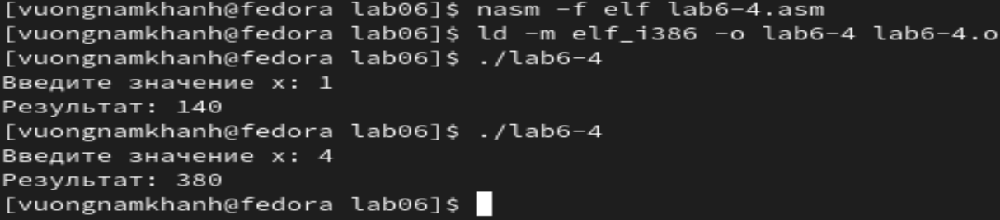 [vuongnamkhanh@fedora lab06]$ nasm -f elf lab6-4.asm
[vuongnamkhanh@fedora lab06]$ ld -m elf_i386 -o lab6-4 lab6-4.o
[vuongnamkhanh@fedora lab06]$ ./lab6-4
Введите значение x: 1
Результат: 140
[vuongnamkhanh@fedora lab06]$ ./lab6-4
Введите значение x: 4
Результат: 380
[vuongnamkhanh@fedora lab06]$